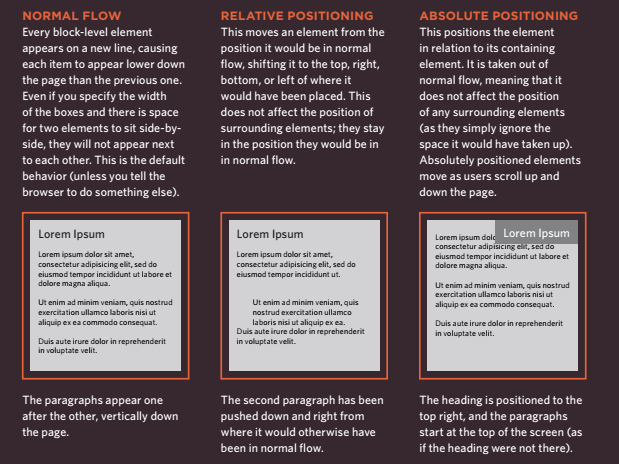 NORMAL FLOW
Every block-level element
appears on a new line, causing
each item to appear lower down
the page than the previous one.
Even if you specify the width
of the boxes and there is space
for two elements to sit side-by-
side, they will not appear next
to each other. This is the default
behavior (unless you tell the
browser to do something else).
Lorem Ipsum
Lorem ipsum dolor sit amet,
consectetur adipisicing elit, sed do
eiusmod tempor incididunt ut labore et
dolore magna aliqua.
Ut enim ad minim veniam, quis nostrud
exercitation ullamco laboris nisi ut
aliquip ex ea commodo consequat.
Duis aute irure dolor in reprehenderit
in voluptate velit.
The paragraphs appear one
after the other, vertically down
the page.
RELATIVE POSITIONING
This moves an element from the
position it would be in normal
flow, shifting it to the top, right,
bottom, or left of where it
would have been placed. This
does not affect the position of
surrounding elements; they stay
in the position they would be in
in normal flow.
Lorem Ipsum
Lorem ipsum dolor sit amet,
consectetur adipisicing elit, sed do
eiusmod tempor incididunt ut.
Ut enim ad minim veniam, quis
nostrud exercitation ullamco
laboris nisi ut aliquip ex ea.
Duis aute irure dolor in reprehenderit
in voluptate velit.
The second paragraph has been
pushed down and right from
where it would otherwise have
been in normal flow.
ABSOLUTE POSITIONING
This positions the element
in relation to its containing
element. It is taken out of
normal flow, meaning that it
does not affect the position
of any surrounding elements
(as they simply ignore the
space it would have taken up).
Absolutely positioned elements
move as users scroll up and
down the page.
Lorem Ipsum
Lorem ipsum dolo
consectetur adipisicing elit, sed do
eiusmod tempor incididunt ut labore et
dolore magna aliqua.
Ut enim ad minim veniam, quis nostrud
exercitation ullamco laboris nisi ut
aliquip ex ea commodo consequat.
Duis aute irure dolor in reprehenderit
in voluptate velit.
The heading is positioned to the
top right, and the paragraphs
start at the top of the screen (as
if the heading were not there).